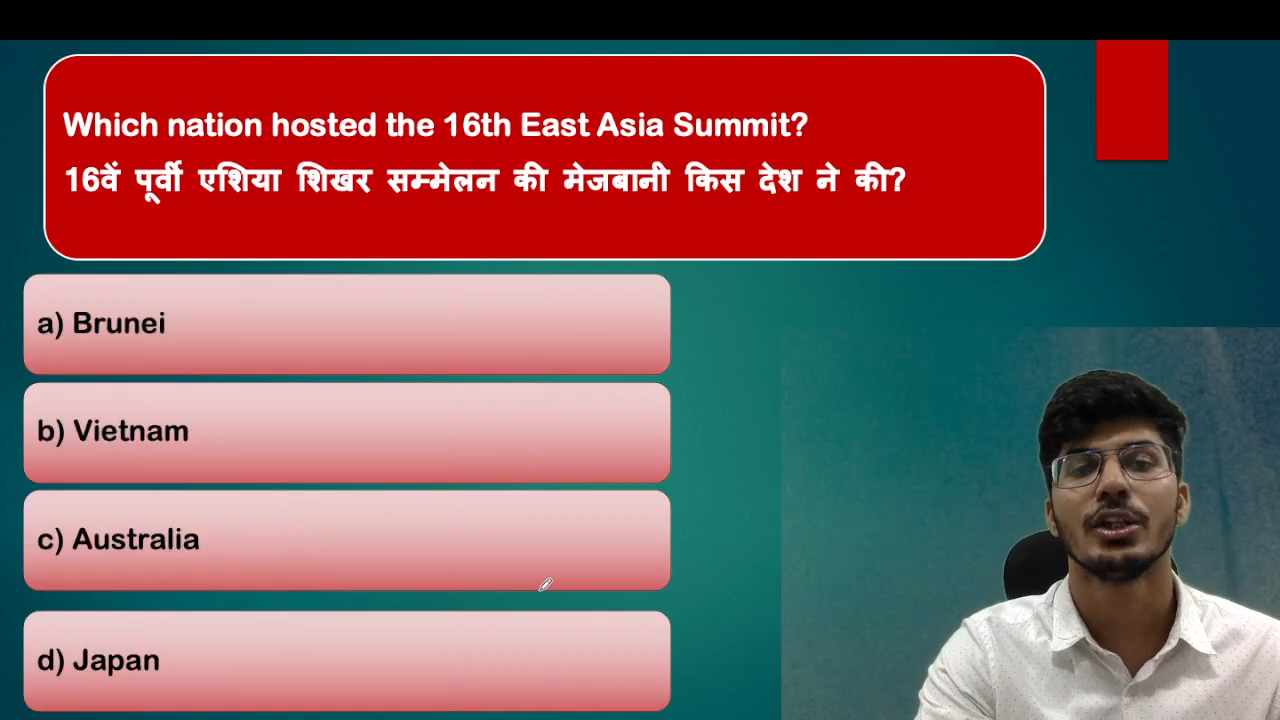 Which nation hosted the 16th East Asia Summit?
16वें पूर्वी एशिया शिखर सम्मेलन की मेजबानी किस देश ने की?
a) Brunei
b) Vietnam
c) Australia
d) Japan